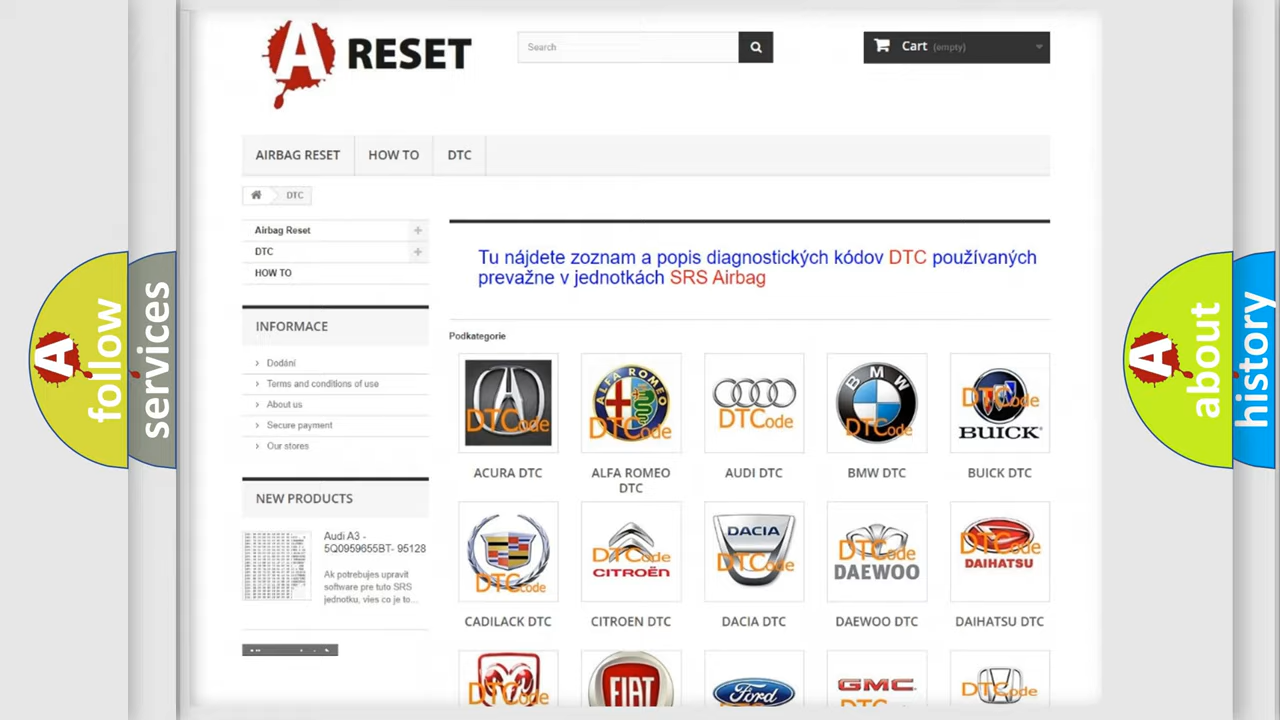 A RESET
Search
Cart (empty)
AIRBAG RESET
HOW TO
DTC
DTC
Airbag Reset
DTC
HOW TO
INFORMACE
Dodání
Terms and conditions of use
About us
Secure payment
Our stores
NEW PRODUCTS
Audi A3 -
5Q0959655BT- 95128
Ak potrebujes upravit
software pre tuto SRS
jednotku, vies co je to...
Tu nájdete zoznam a popis diagnostických kódov DTC používaných
prevažne v jednotkách SRS Airbag
Podkategorie
DTCode
ALFA ROMEO
DTCode
DTCode
BMW
DTCode
DTCode
BUICK
ACURA DTC
ALFA ROMEO
DTC
AUDI DTC
BMW DTC
BUICK DTC
DTCode
DTCode
CITROËN
DACIA
DTCode
DTCode
DAEWOO
DTCode
DAIHATSU
CADILACK DTC
CITROEN DTC
DACIA DTC
DAEWOO DTC
DAIHATSU DTC
DTCode
FIAT
Ford
GMC
DTCode
A follow
services
A about
history